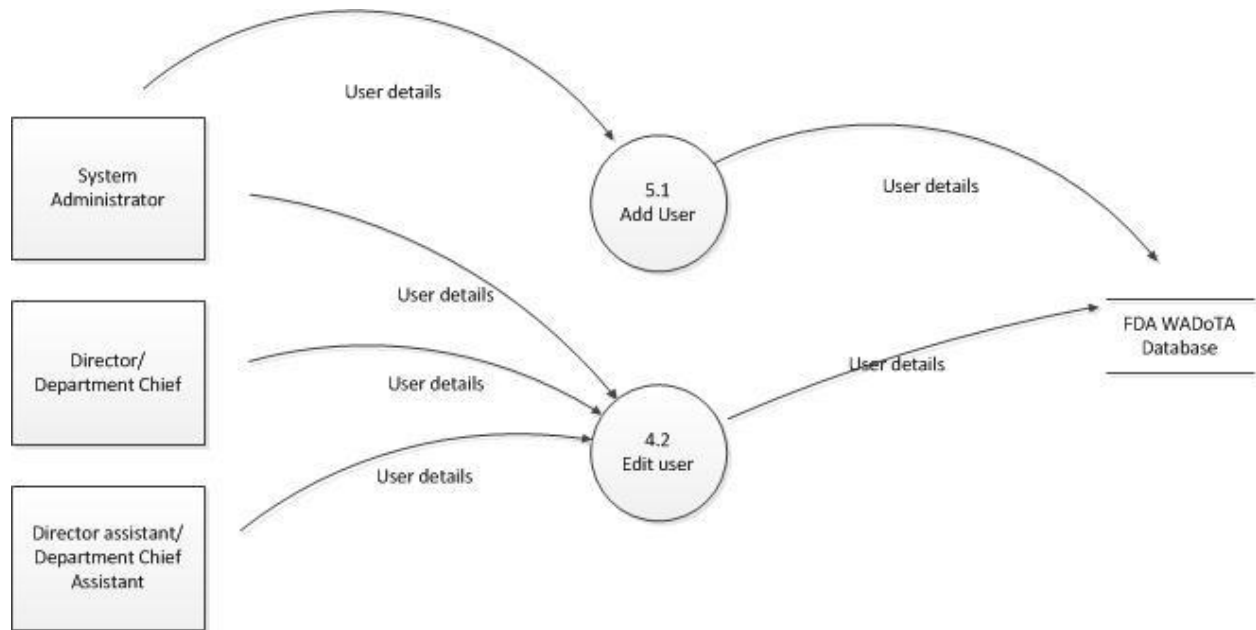 User details
System
Administrator
5.1
Add User
User details
User details
Director/
Department Chief
User details
FDA WADoTA
Database
User details
4.2
Edit user
User details
Director assistant/
Department Chief
Assistant